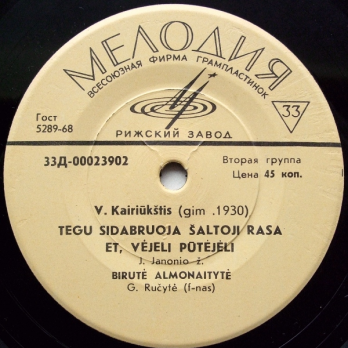 МЕЛОДИЯ
ВСЕСОЮЗНАЯ ФИРМА ГРАМПЛАСТИНОК
33
Гост
5289-68
РИЖСКИЙ ЗАВОД
33Д-00023902
Вторая группа
Цена 45 коп.
V. Kairiūkštis (gim .1930)
TEGU SIDABRUOJA ŠALTOJI RASA
ET, VĖJELI PŪTĖJĖLI
J. Janonio ž.
BIRUTĖ ALMONAITYTĖ
G. Ručytė (f-nas)